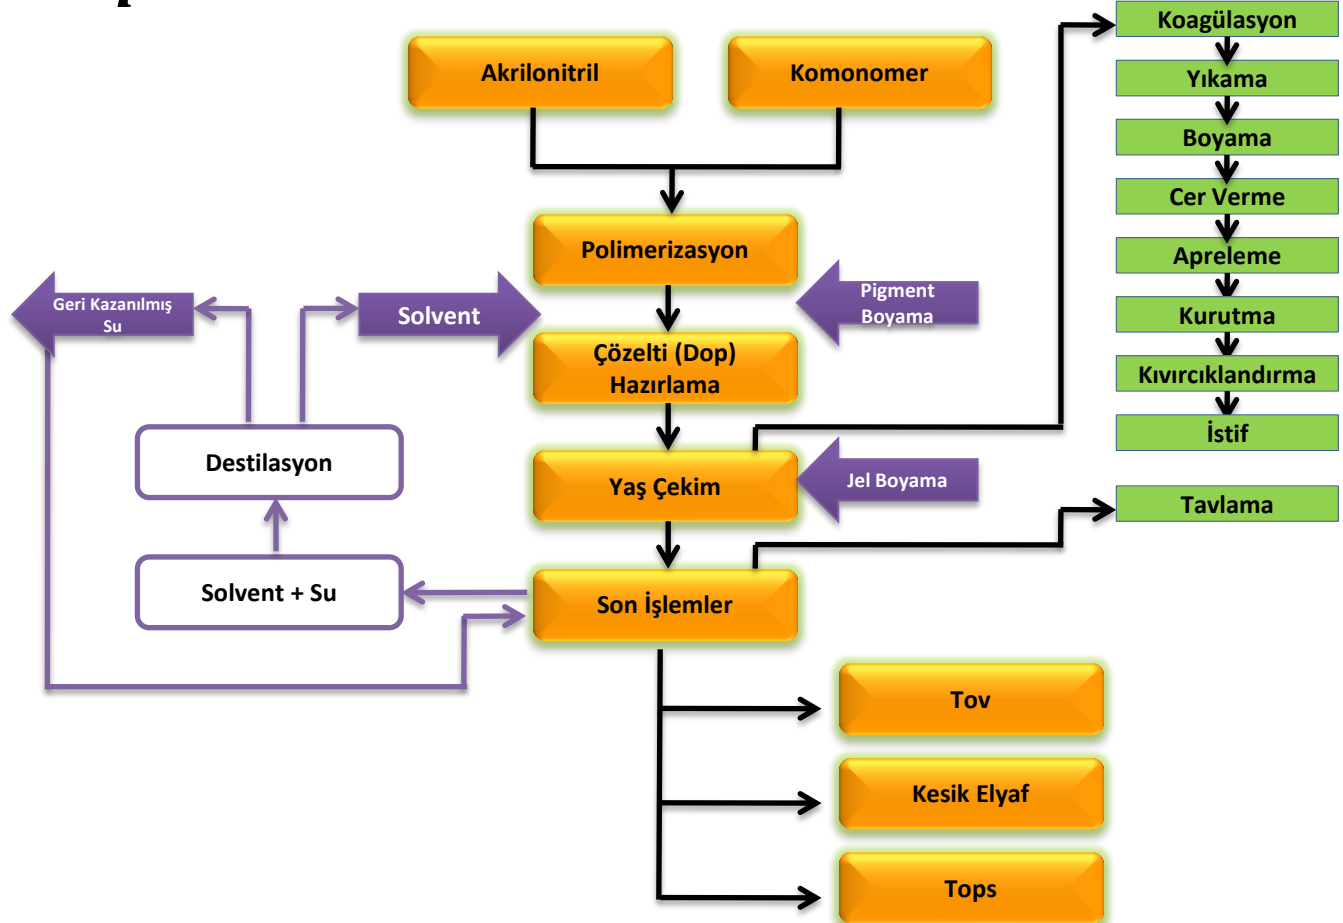 Akrilonitril
Komonomer
Polimerizasyon
Pigment
Boyama
Solvent
Geri Kazanılmış
Su
Çözelti (Dop)
Hazırlama
Destilasyon
Yaş Çekim
Jel Boyama
Solvent + Su
Son İşlemler
Tov
Kesik Elyaf
Tops
Koagülasyon
Yıkama
Boyama
Cer Verme
Apreleme
Kurutma
Kıvırcıklandırma
İstif
Tavlama